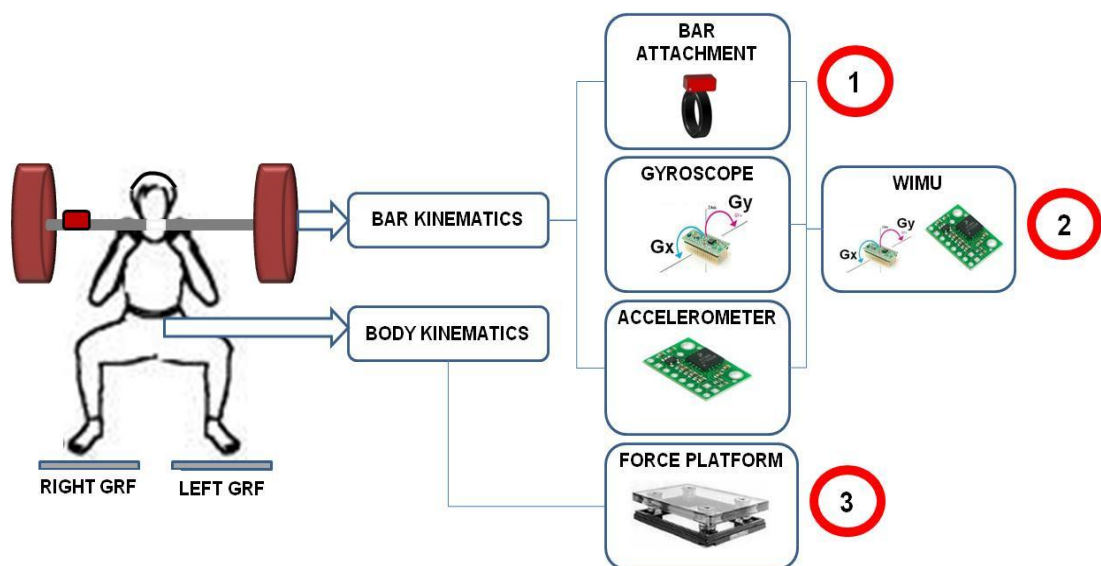 BAR
ATTACHMENT
1
GYROSCOPE
Gy
Gx
WIMU
Gy
Gx
2
BAR KINEMATICS
BODY KINEMATICS
ACCELEROMETER
FORCE PLATFORM
3
RIGHT GRF
LEFT GRF